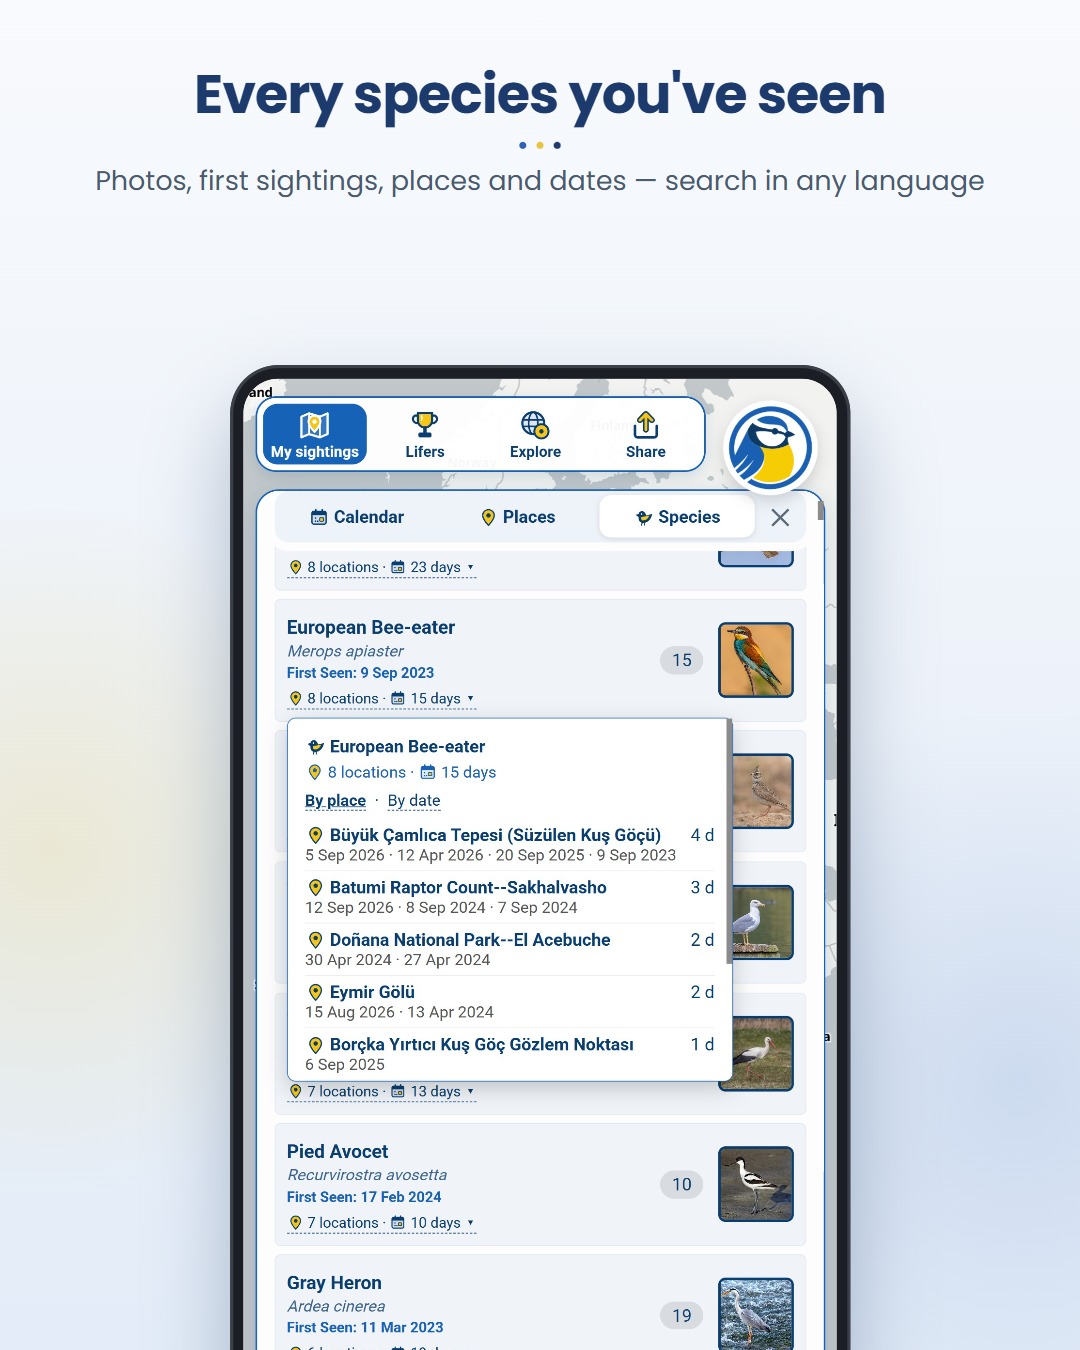 Every species you've seen
Photos, first sightings, places and dates — search in any language
and
My sightings
Lifers
Explore
Share
Finlan
Norway
Calendar
Places
Species
8 locations · 23 days ▾
European Bee-eater
Merops apiaster
First Seen: 9 Sep 2023
15
8 locations · 15 days ▾
European Bee-eater
8 locations · 15 days
By place · By date
Büyük Çamlıca Tepesi (Süzülen Kuş Göçü) 4 d
5 Sep 2026 · 12 Apr 2026 · 20 Sep 2025 · 9 Sep 2023
Batumi Raptor Count--Sakhalvasho 3 d
12 Sep 2026 · 8 Sep 2024 · 7 Sep 2024
Doñana National Park--El Acebuche 2 d
30 Apr 2024 · 27 Apr 2024
Eymir Gölü 2 d
15 Aug 2026 · 13 Apr 2024
Borçka Yırtıcı Kuş Göç Gözlem Noktası 1 d
6 Sep 2025
a
7 locations · 13 days ▾
Pied Avocet
Recurvirostra avosetta
First Seen: 17 Feb 2024
10
7 locations · 10 days ▾
Gray Heron
Ardea cinerea
First Seen: 11 Mar 2023
19